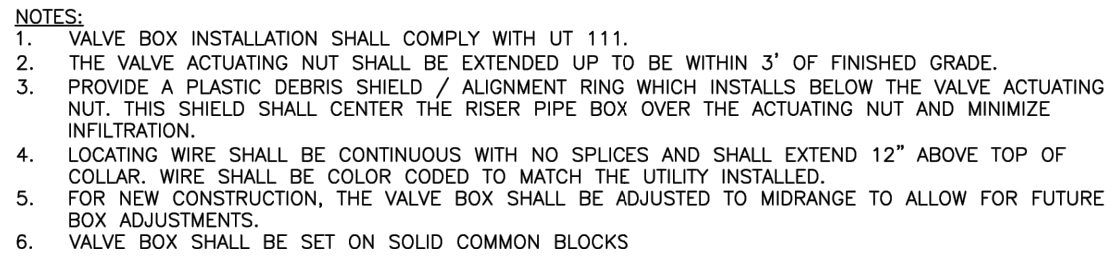 NOTES:
1. VALVE BOX INSTALLATION SHALL COMPLY WITH UT 111.
2. THE VALVE ACTUATING NUT SHALL BE EXTENDED UP TO BE WITHIN 3' OF FINISHED GRADE.
3. PROVIDE A PLASTIC DEBRIS SHIELD / ALIGNMENT RING WHICH INSTALLS BELOW THE VALVE ACTUATING
NUT. THIS SHIELD SHALL CENTER THE RISER PIPE BOX OVER THE ACTUATING NUT AND MINIMIZE
INFILTRATION.
4. LOCATING WIRE SHALL BE CONTINUOUS WITH NO SPLICES AND SHALL EXTEND 12" ABOVE TOP OF
COLLAR. WIRE SHALL BE COLOR CODED TO MATCH THE UTILITY INSTALLED.
5. FOR NEW CONSTRUCTION, THE VALVE BOX SHALL BE ADJUSTED TO MIDRANGE TO ALLOW FOR FUTURE
BOX ADJUSTMENTS.
6. VALVE BOX SHALL BE SET ON SOLID COMMON BLOCKS